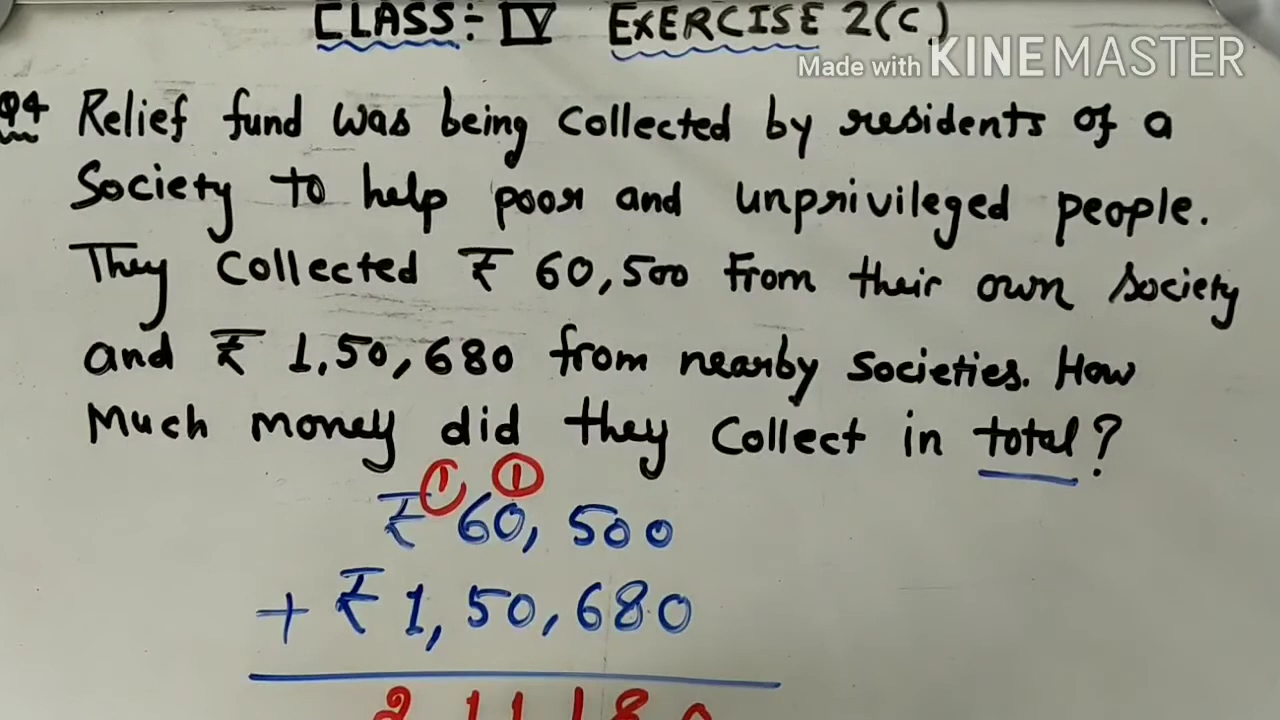 CLASS:- IV EXERCISE 2(C)
Made with KINEMASTER
Q4 Relief fund was being collected by residents of a
Society to help poor and unprivileged people.
They collected ₹ 60,500 from their own society
and ₹ 1,50,680 from nearby societies. How
Much money did they collect in total?
1 1
₹ 60,500
+ ₹ 1,50,680
2 11180